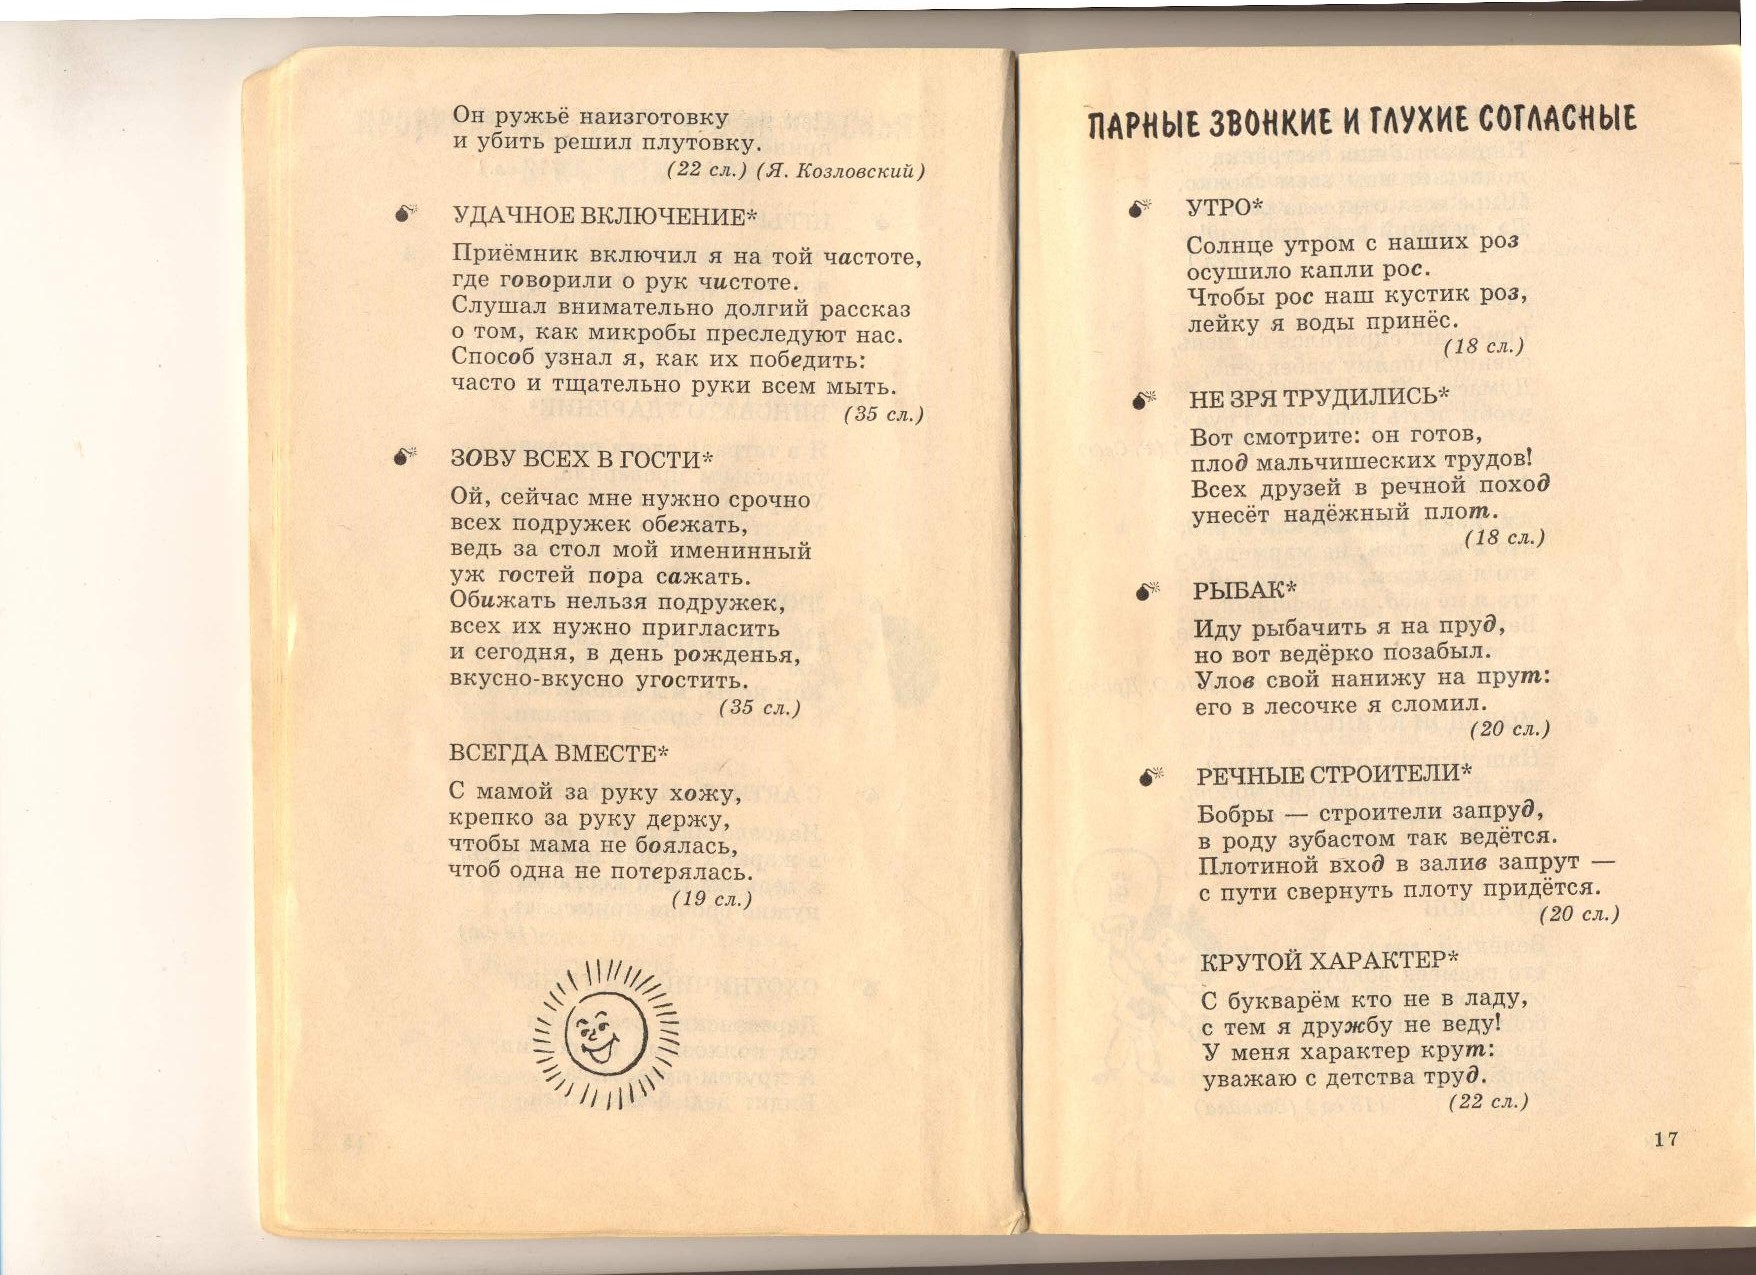 Он ружьё наизготовку
и убить решил плутовку.
(22 сл.) (Я. Козловский)
УДАЧНОЕ ВКЛЮЧЕНИЕ*
Приёмник включил я на той частоте,
где говорили о рук чистоте.
Слушал внимательно долгий рассказ
о том, как микробы преследуют нас.
Способ узнал я, как их победить:
часто и тщательно руки всем мыть.
(35 сл.)
ЗОВУ ВСЕХ В ГОСТИ*
Ой, сейчас мне нужно срочно
всех подружек обежать,
ведь за стол мой именинный
уж гостей пора сажать.
Обижать нельзя подружек,
всех их нужно пригласить
и сегодня, в день рожденья,
вкусно-вкусно угостить.
(35 сл.)
ВСЕГДА ВМЕСТЕ*
С мамой за руку хожу,
крепко за руку держу,
чтобы мама не боялась,
чтоб одна не потерялась.
(19 сл.)
ПАРНЫЕ ЗВОНКИЕ И ГЛУХИЕ СОГЛАСНЫЕ
УТРО*
Солнце утром с наших роз
осушило капли рос.
Чтобы рос наш кустик роз,
лейку я воды принёс.
(18 сл.)
НЕ ЗРЯ ТРУДИЛИСЬ*
Вот смотрите: он готов,
плод мальчишеских трудов!
Всех друзей в речной поход
унесёт надёжный плот.
(18 сл.)
РЫБАК*
Иду рыбачить я на пруд,
но вот ведёрко позабыл.
Улов свой нанижу на прут:
его в лесочке я сломил.
(20 сл.)
РЕЧНЫЕ СТРОИТЕЛИ*
Бобры — строители запруд,
в роду зубастом так ведётся.
Плотиной вход в залив запрут —
с пути свернуть плоту придётся.
(20 сл.)
КРУТОЙ ХАРАКТЕР*
С букварём кто не в ладу,
с тем я дружбу не веду!
У меня характер крут:
уважаю с детства труд.
(22 сл.)
17